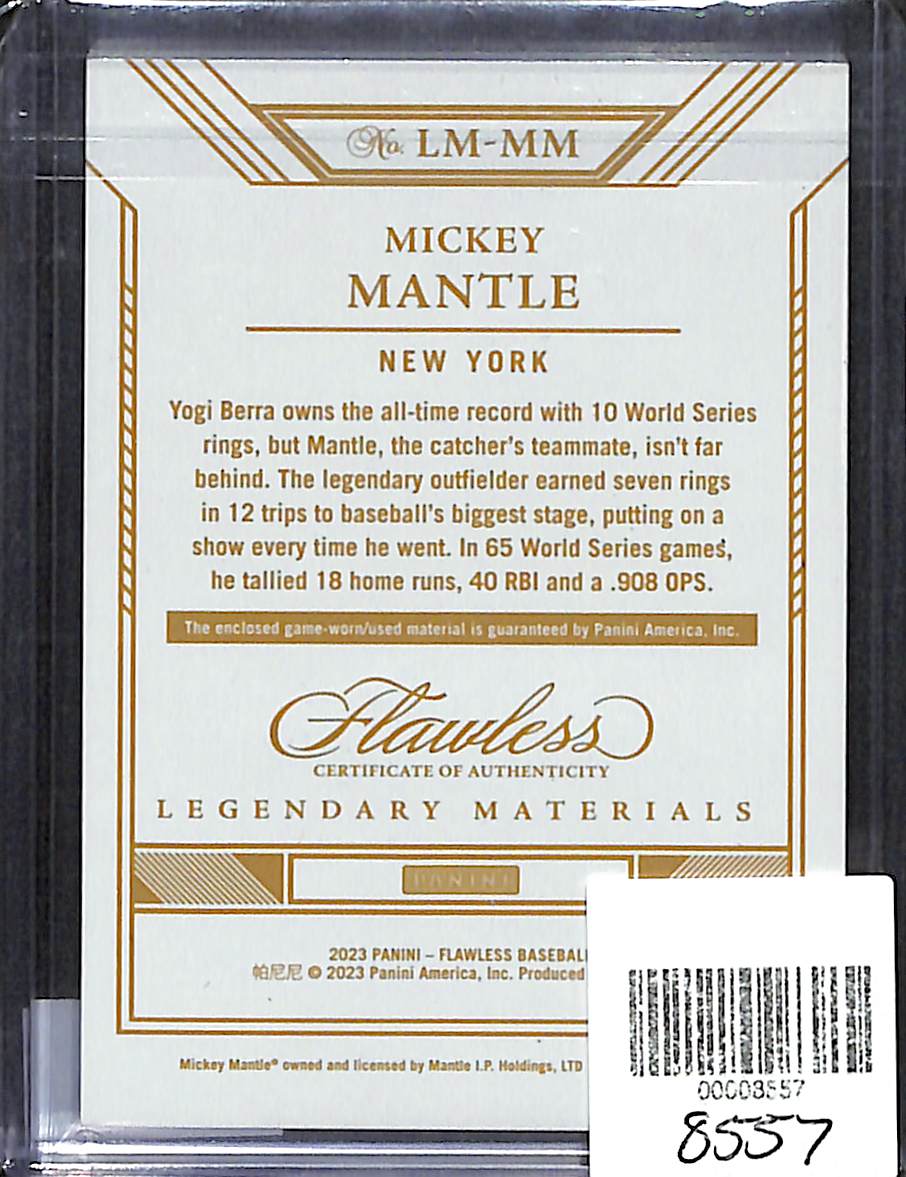 No. LM-MM
MICKEY
MANTLE
NEW YORK
Yogi Berra owns the all-time record with 10 World Series
rings, but Mantle, the catcher's teammate, isn't far
behind. The legendary outfielder earned seven rings
in 12 trips to baseball's biggest stage, putting on a
show every time he went. In 65 World Series games,
he tallied 18 home runs, 40 RBI and a .908 OPS.
The enclosed game-worn/used material is guaranteed by Panini America, Inc.
Flawless
CERTIFICATE OF AUTHENTICITY
LEGENDARY MATERIALS
PANINI
2023 PANINI – FLAWLESS BASEBALL
帕尼尼 © 2023 Panini America, Inc. Produced
Mickey Mantle® owned and licensed by Mantle I.P. Holdings, LTD
00008557
8557